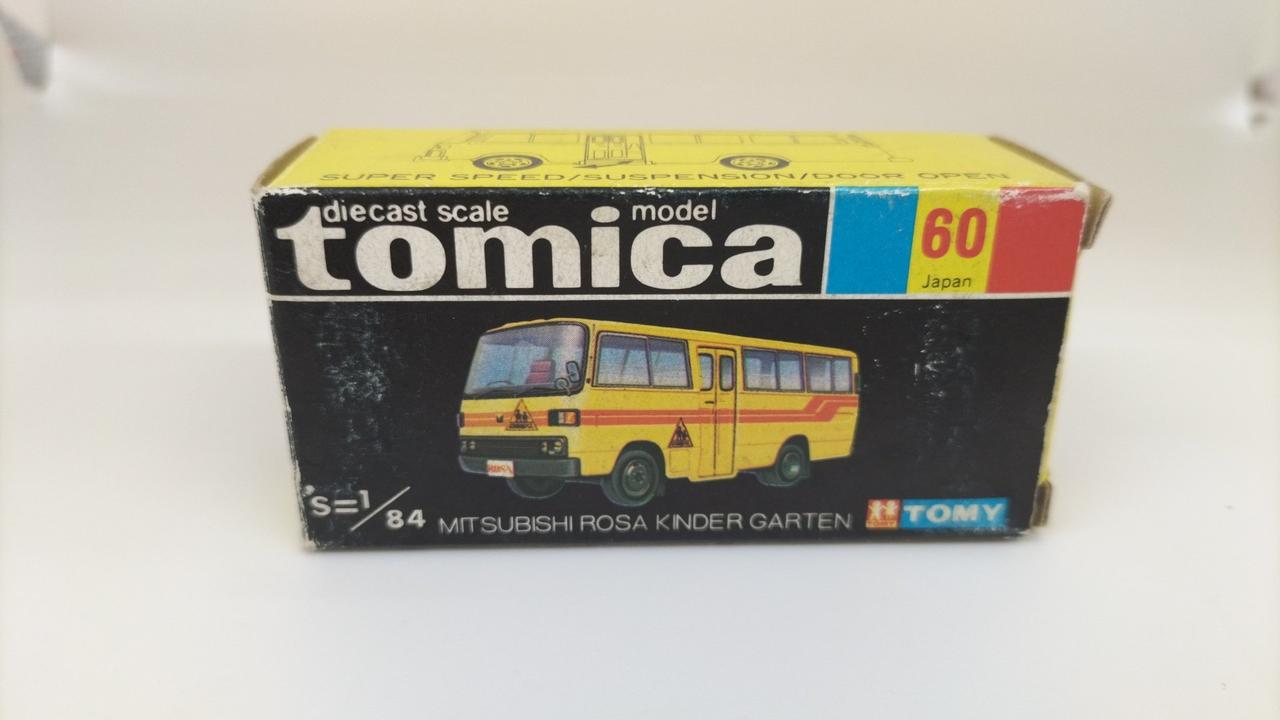 SUPER SPEED/SUSPENSION/DOOR OPEN
diecast scale model
tomica
60
Japan
ROSA
S=1/84
MITSUBISHI ROSA KINDER GARTEN
TOMY
TOMY